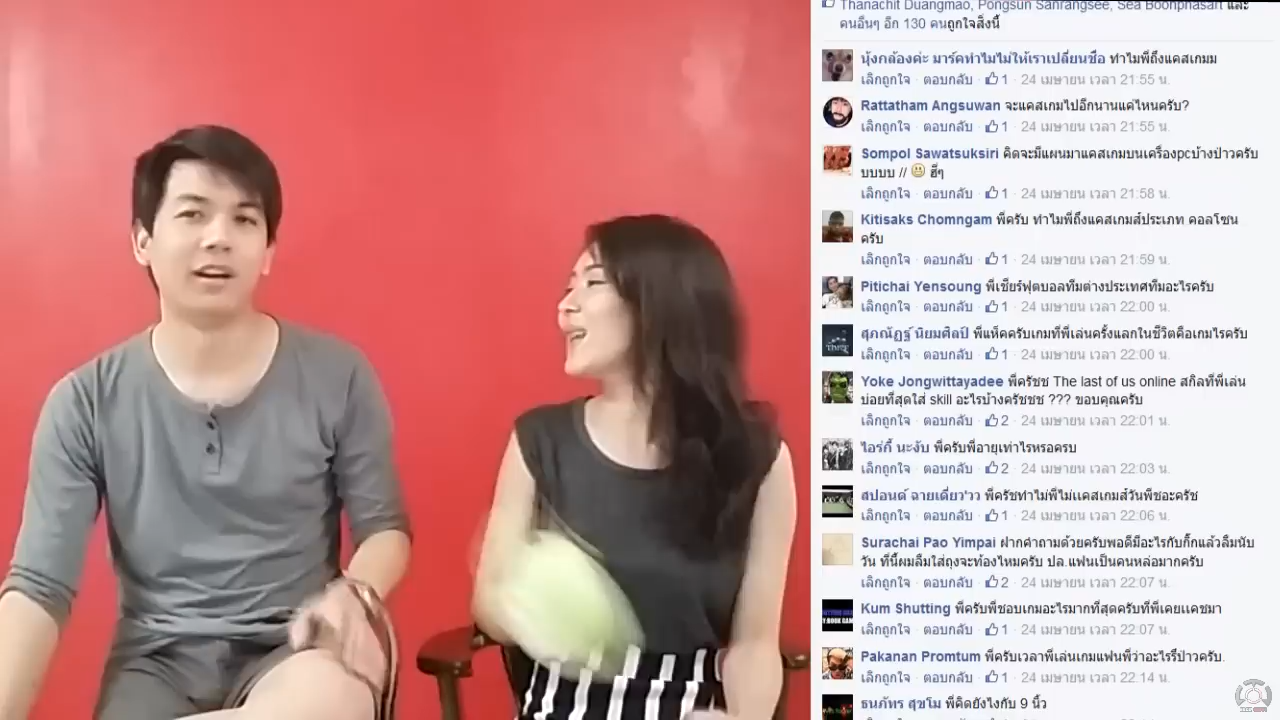 Thanachit Duangmao, Pongsun Sanrangsee, Sea Boonphasart และ
คนอื่นๆ อีก 130 คนถูกใจสิ่งนี้
นุ้งกล้องค่ะ มาร์คทำไมไม่ให้เราเปลี่ยนชื่อ ทำไมพี่ถึงแคสเกมม
เลิกถูกใจ · ตอบกลับ · 1 · 24 เมษายน เวลา 21:55 น.
Rattatham Angsuwan จะแคสเกมไปอีกนานแค่ไหนครับ?
เลิกถูกใจ · ตอบกลับ · 1 · 24 เมษายน เวลา 21:55 น.
Sompol Sawatsuksiri คิดจะมีแผนมาแคสเกมบนเครื่องpcบ้างป่าวครับ
บบบบ // ฮี่ๆ
เลิกถูกใจ · ตอบกลับ · 1 · 24 เมษายน เวลา 21:58 น.
Kitisaks Chomngam พี่ครับ ทำไมพี่ถึงแคสเกมส์ประเภท คอลโซน
ครับ
เลิกถูกใจ · ตอบกลับ · 1 · 24 เมษายน เวลา 21:59 น.
Pitichai Yensoung พี่เชียร์ฟุตบอลทีมต่างประเทศทีมอะไรครับ
เลิกถูกใจ · ตอบกลับ · 1 · 24 เมษายน เวลา 22:00 น.
สุภณัฏฐ์ นิยมศิลป์ พี่แห้คครับเกมที่พี่เล่นครั้งแลกในชีวิตคือเกมไรครับ
เลิกถูกใจ · ตอบกลับ · 1 · 24 เมษายน เวลา 22:00 น.
Yoke Jongwittayadee พี่ครัชช The last of us online สกิลที่พี่เล่น
บ่อยที่สุดใส่ skill อะไรบ้างครัชชช ??? ขอบคุณครับ
เลิกถูกใจ · ตอบกลับ · 2 · 24 เมษายน เวลา 22:01 น.
ไอร์กี้ นะงับ พี่ครับพี่อายุเท่าไรหรอครบ
เลิกถูกใจ · ตอบกลับ · 2 · 24 เมษายน เวลา 22:03 น.
สปอนด์ ฉายเดี่ยว'วว พี่ครัชทำไมพี่ไม่แคสเกมส์วันพีชอะครัช
เลิกถูกใจ · ตอบกลับ · 1 · 24 เมษายน เวลา 22:06 น.
Surachai Pao Yimpai ฝากคำถามด้วยครับพอดีมีอะไรกับกิ๊กแล้วลืมนับ
วัน ที่นี้ผมลืมใส่ถุงจะท้องไหมครับ ปล.แฟนเป็นคนหล่อมากครับ
เลิกถูกใจ · ตอบกลับ · 2 · 24 เมษายน เวลา 22:07 น.
Kum Shutting พี่ครับพี่ชอบเกมอะไรมากที่สุดครับที่พี่เคยแคชมา
เลิกถูกใจ · ตอบกลับ · 1 · 24 เมษายน เวลา 22:07 น.
Pakanan Promtum พี่ครับเวลาพี่เล่นเกมแฟนพี่ว่าอะไรรึ่ป่าวครับ.
เลิกถูกใจ · ตอบกลับ · 1 · 24 เมษายน เวลา 22:14 น.
ธนภัทร สุขโม พี่คิดยังไงกับ 9 นิ้ว